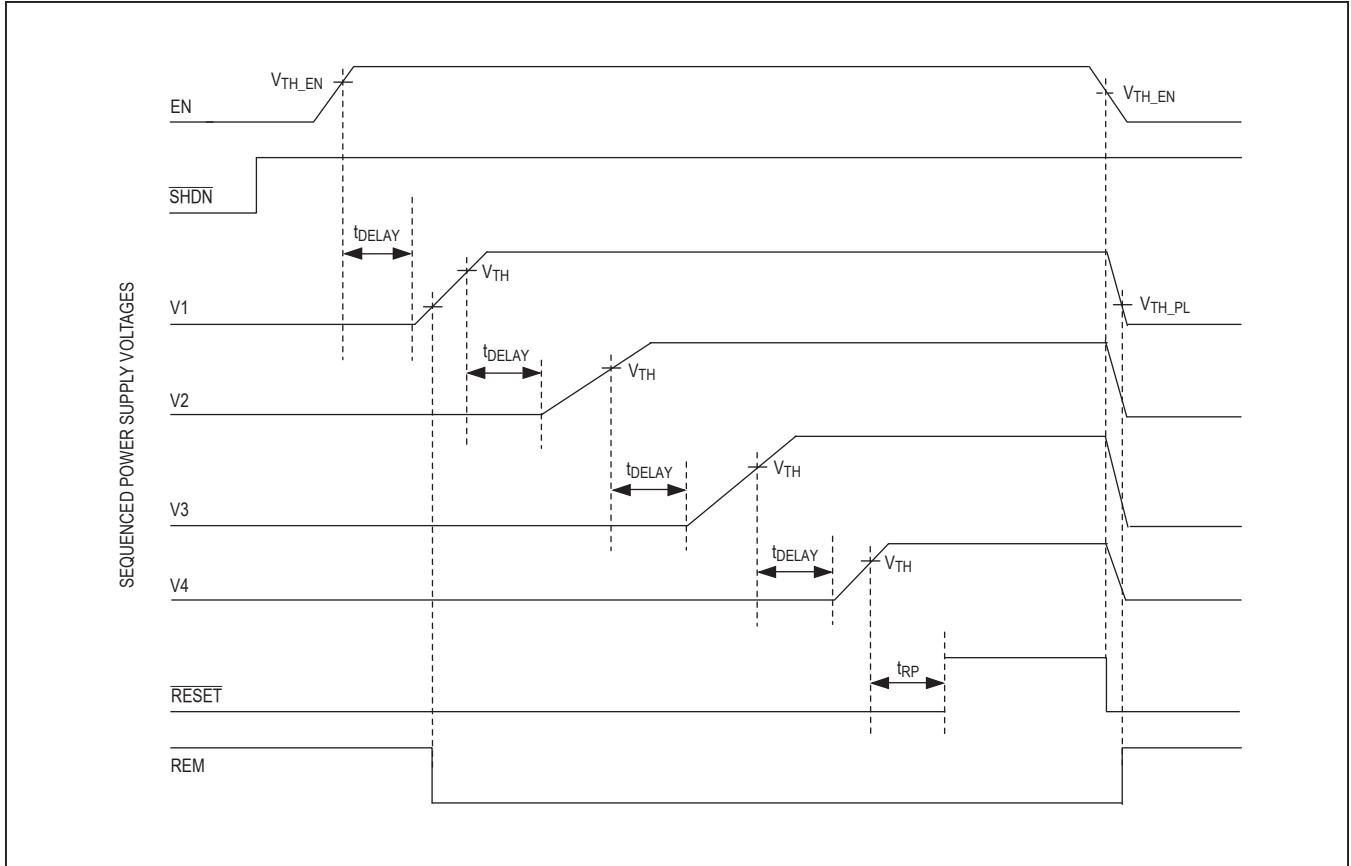 V_TH_EN
V_TH_EN
EN
SHDN
t_DELAY
V_TH
V1
V_TH_PL
t_DELAY
V_TH
V2
t_DELAY
V_TH
V3
t_DELAY
V_TH
V4
t_RP
RESET
REM
SEQUENCED POWER SUPPLY VOLTAGES